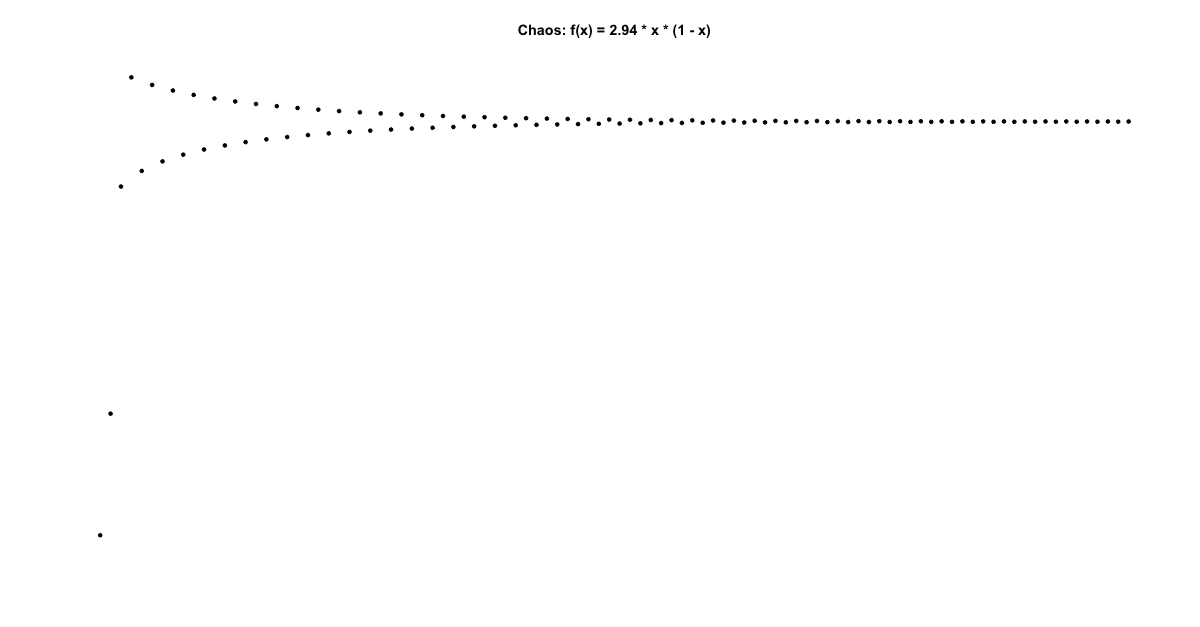 Chaos: f(x) = 2.94 * x * (1 - x)